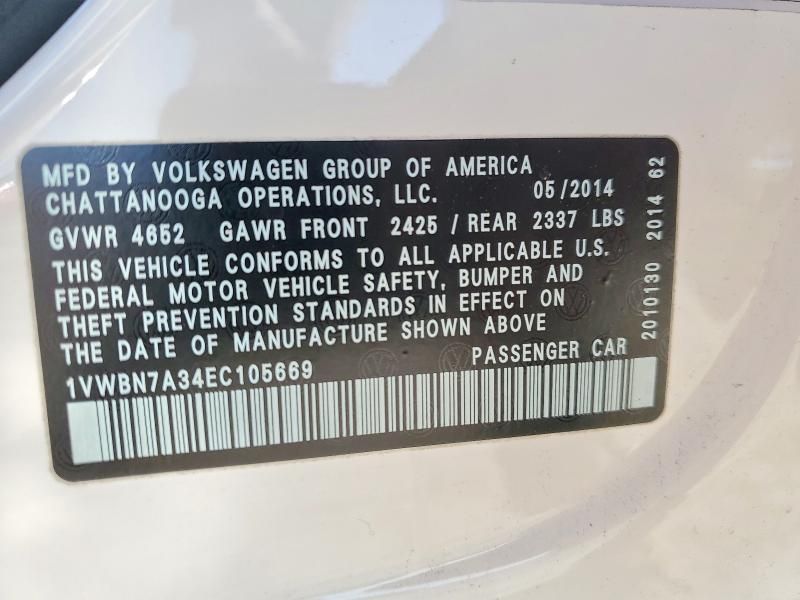 MFD BY VOLKSWAGEN GROUP OF AMERICA
CHATTANOOGA OPERATIONS, LLC. 05/2014
GVWR 4652 GAWR FRONT 2425 / REAR 2337 LBS
THIS VEHICLE CONFORMS TO ALL APPLICABLE U.S.
FEDERAL MOTOR VEHICLE SAFETY, BUMPER AND
THEFT PREVENTION STANDARDS IN EFFECT ON
THE DATE OF MANUFACTURE SHOWN ABOVE
1VWBN7A34EC105669 PASSENGER CAR
2010130 2014 62